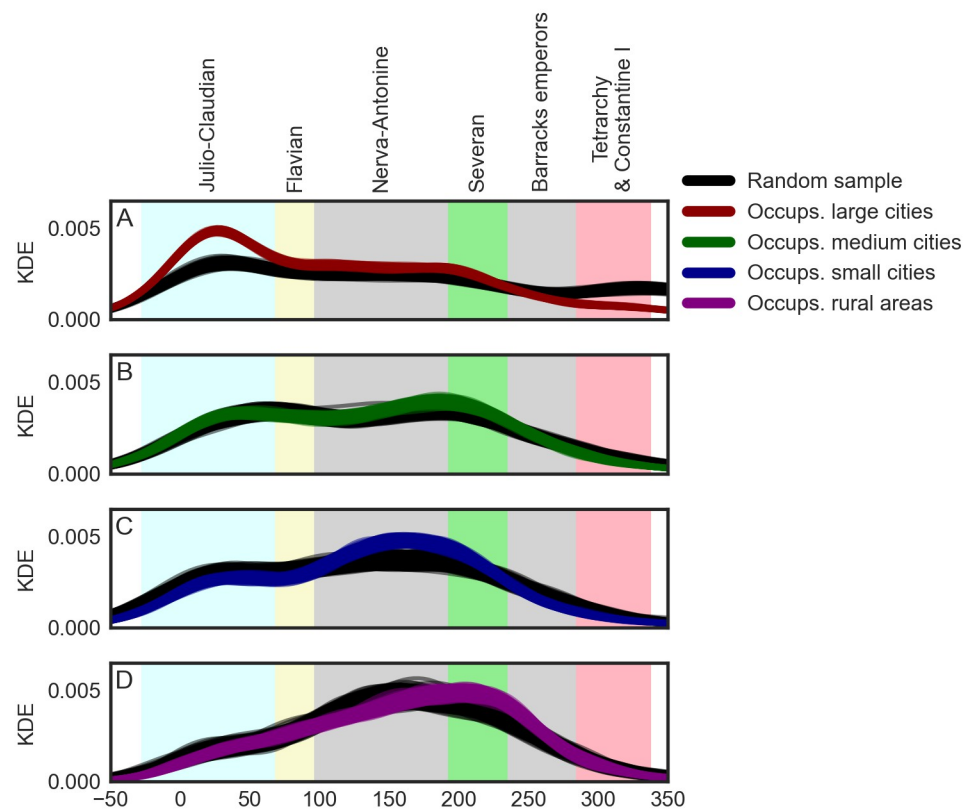 Julio-Claudian
Flavian
Nerva-Antonine
Severan
Barracks emperors
Tetrarchy
& Constantine I
Random sample
Occups. large cities
Occups. medium cities
Occups. small cities
Occups. rural areas
A
KDE
0.005
0.000
B
KDE
0.005
0.000
C
KDE
0.005
0.000
D
KDE
0.005
0.000
−50 0 50 100 150 200 250 300 350